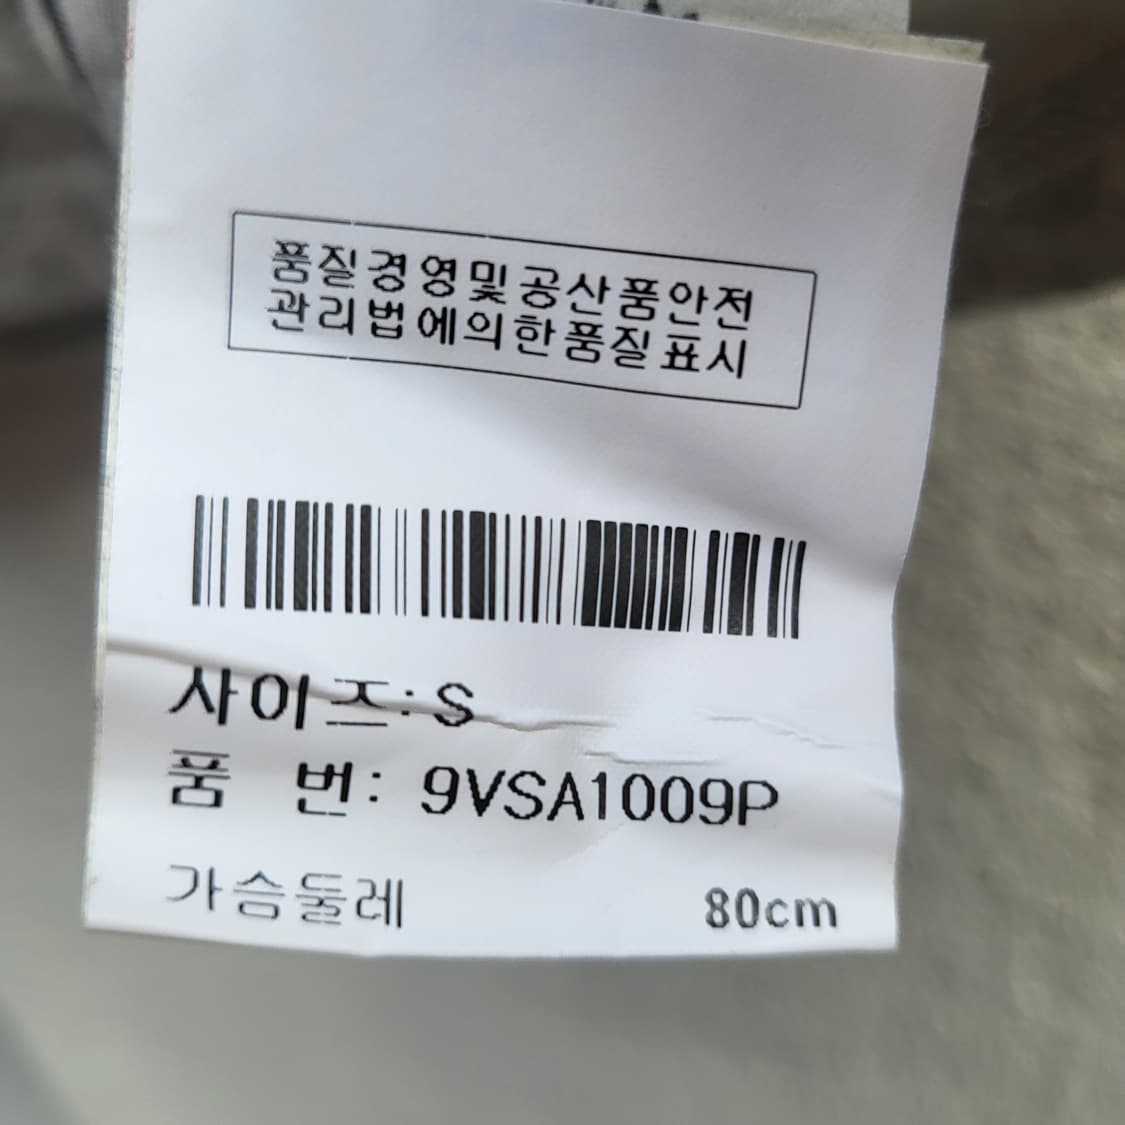 품질경영및공산품안전
관리법에의한품질표시
사이즈:S
품 번: 9VSA1009P
가슴둘레 80cm